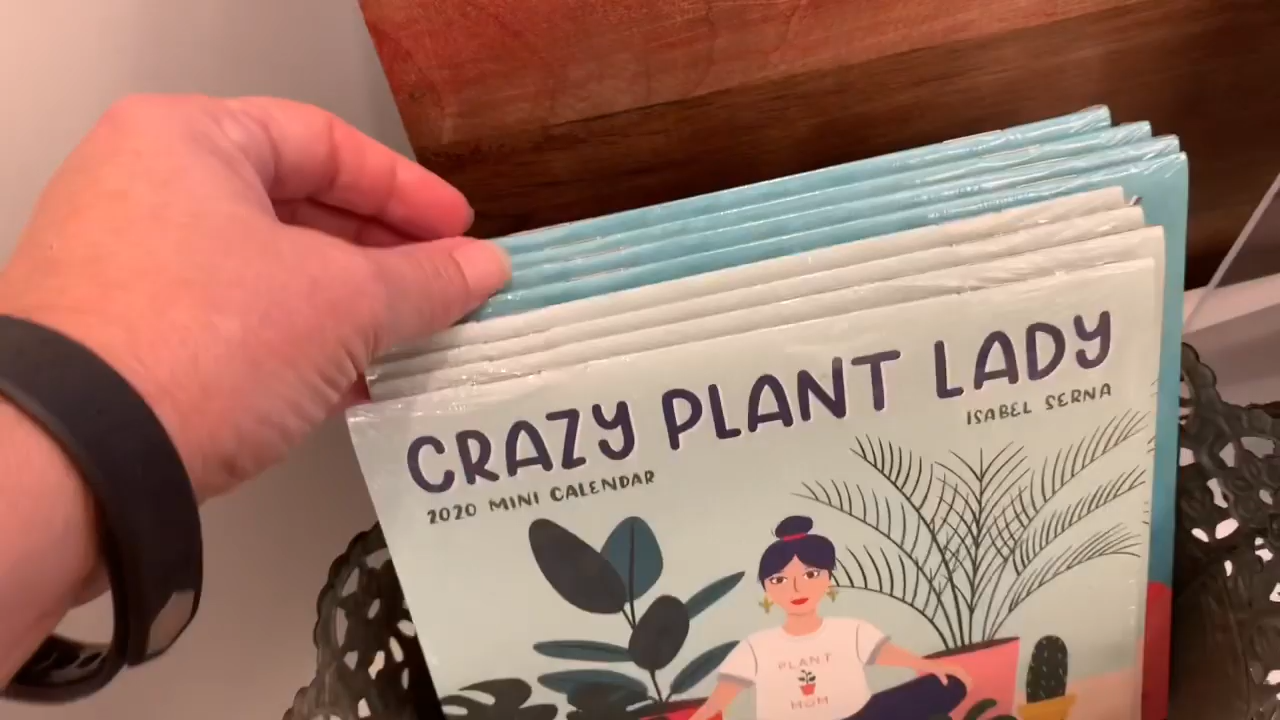 CRAZY PLANT LADY
ISABEL SERNA
2020 MINI CALENDAR
PLANT
MOM